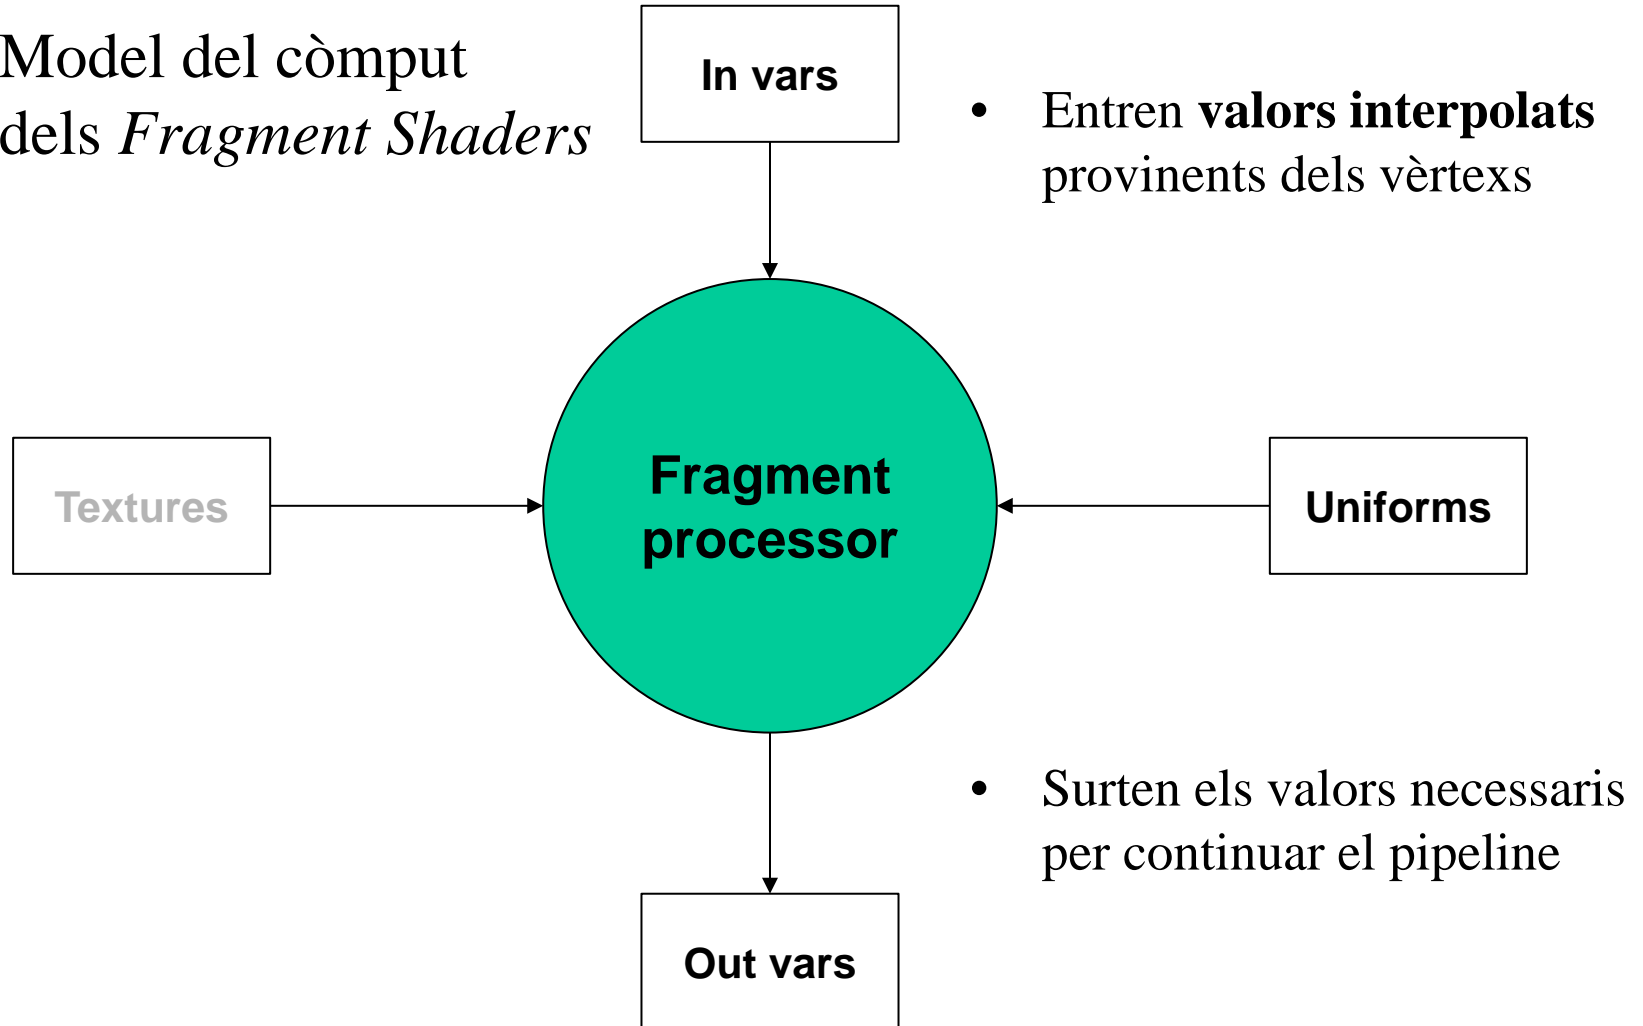 Model del còmput
dels Fragment Shaders
In vars
• Entren valors interpolats
provinents dels vèrtexs
Textures
Fragment
processor
Uniforms
• Surten els valors necessaris
per continuar el pipeline
Out vars